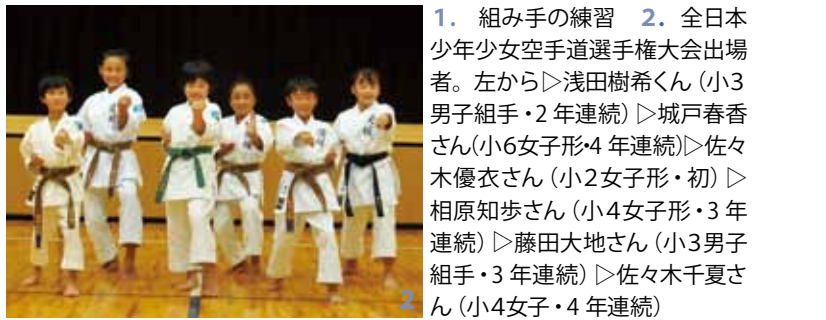 1. 組み手の練習 2. 全日本
少年少女空手道選手権大会出場
者。左から▷浅田樹希くん(小3
男子組手・2 年連続)▷城戸春香
さん(小6女子形・4 年連続)▷佐々
木優衣さん(小2女子形・初)▷
相原知歩さん(小4女子形・3 年
連続)▷藤田大地さん(小3男子
組手・3 年連続)▷佐々木千夏さ
ん(小4女子・4 年連続)
2